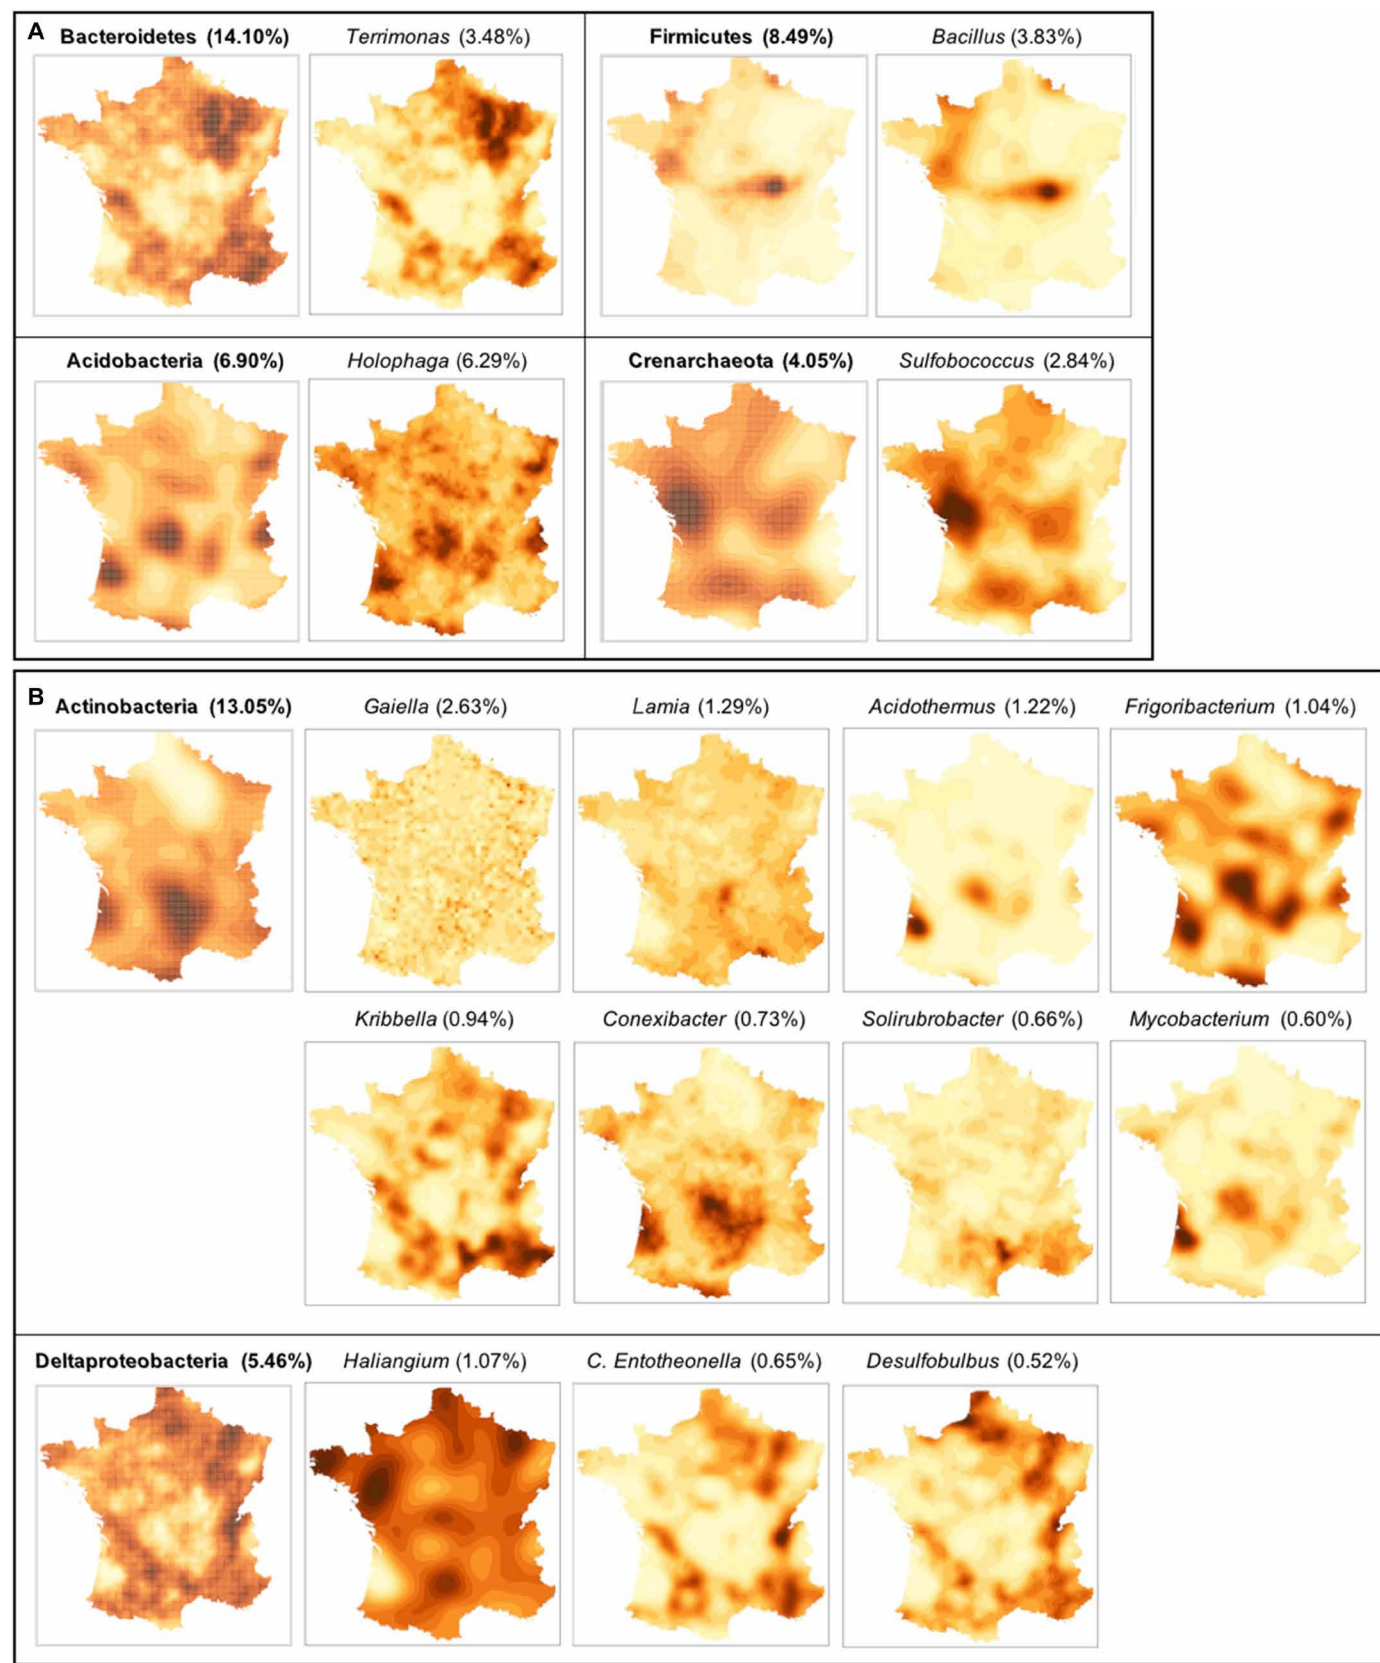 A Bacteroidetes (14.10%) Terrimonas (3.48%) Firmicutes (8.49%) Bacillus (3.83%)
Acidobacteria (6.90%) Holophaga (6.29%) Crenarchaeota (4.05%) Sulfobococcus (2.84%)
B Actinobacteria (13.05%) Gaiella (2.63%) Lamia (1.29%) Acidothermus (1.22%) Frigoribacterium (1.04%)
Kribbella (0.94%) Conexibacter (0.73%) Solirubrobacter (0.66%) Mycobacterium (0.60%)
Deltaproteobacteria (5.46%) Haliangium (1.07%) C. Entotheonella (0.65%) Desulfobulbus (0.52%)